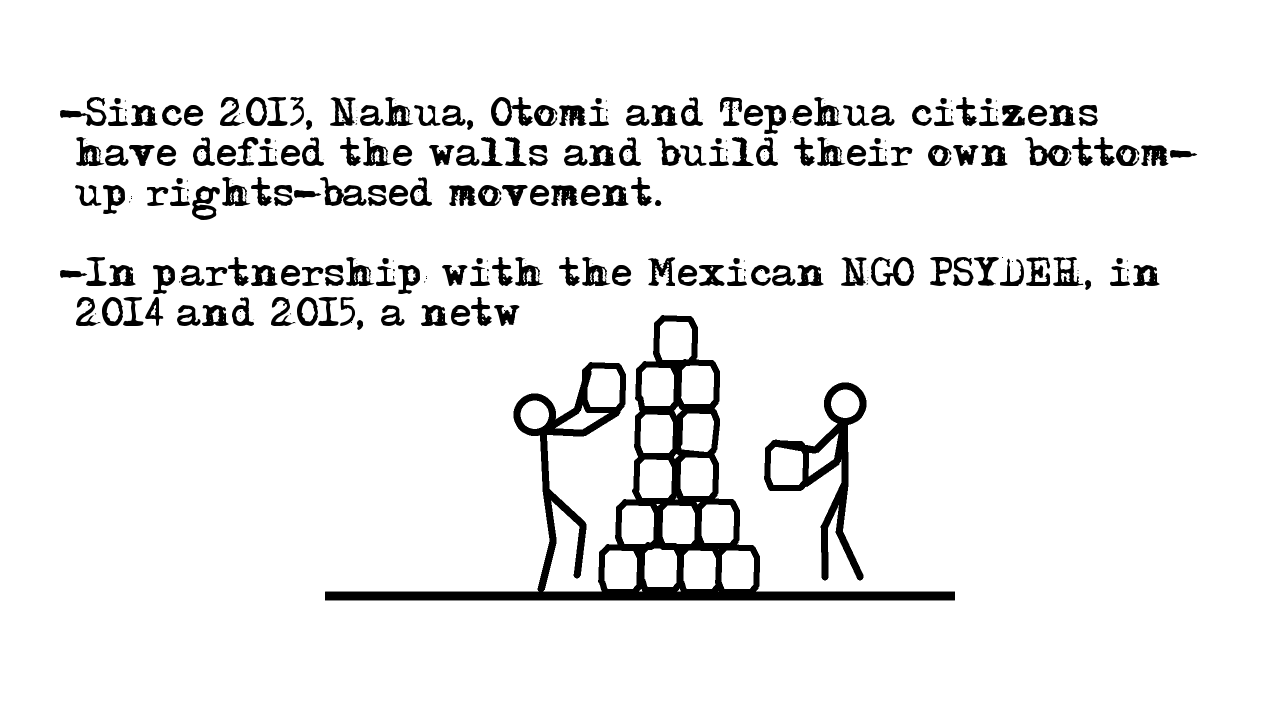 -Since 2013, Nahua, Otomi and Tepehua citizens
have defied the walls and build their own bottom-
up rights-based movement.
-In partnership with the Mexican NGO PSYDEH, in
2014 and 2015, a netw